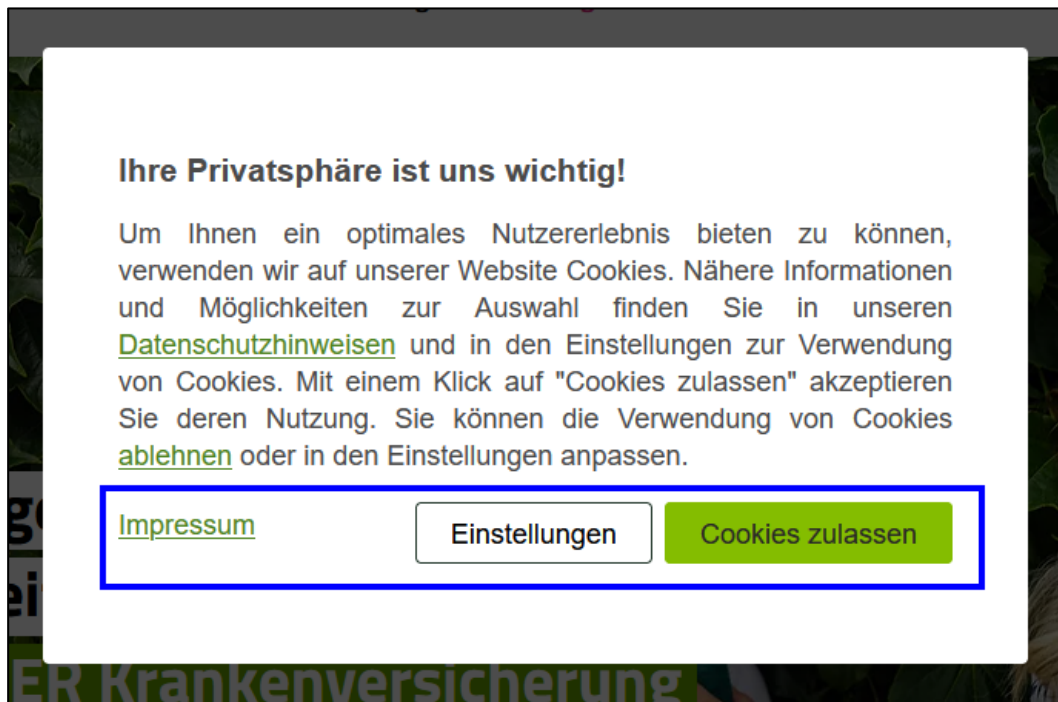 Ihre Privatsphäre ist uns wichtig!
Um Ihnen ein optimales Nutzererlebnis bieten zu können,
verwenden wir auf unserer Website Cookies. Nähere Informationen
und Möglichkeiten zur Auswahl finden Sie in unseren
Datenschutzhinweisen und in den Einstellungen zur Verwendung
von Cookies. Mit einem Klick auf "Cookies zulassen" akzeptieren
Sie deren Nutzung. Sie können die Verwendung von Cookies
ablehnen oder in den Einstellungen anpassen.
Impressum Einstellungen Cookies zulassen
ER Krankenversicherung